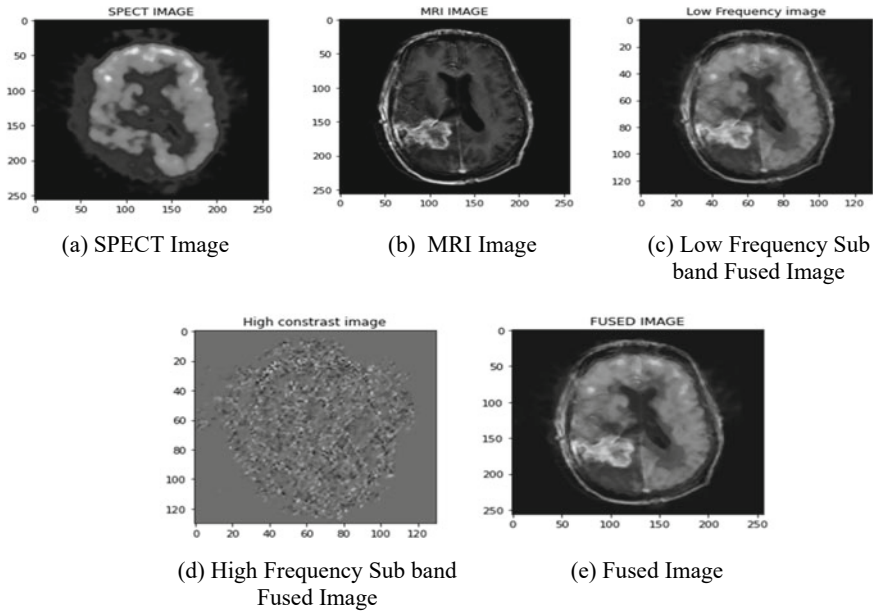 SPECT IMAGE
0
50
100
150
200
250
0 50 100 150 200 250
(a) SPECT Image
MRI IMAGE
0
50
100
150
200
250
0 50 100 150 200 250
(b) MRI Image
Low Frequency image
0
20
40
60
80
100
120
0 20 40 60 80 100 120
(c) Low Frequency Sub
band Fused Image
High constrast image
0
20
40
60
80
100
120
0 20 40 60 80 100 120
(d) High Frequency Sub band
Fused Image
FUSED IMAGE
0
50
100
150
200
250
0 50 100 150 200 250
(e) Fused Image